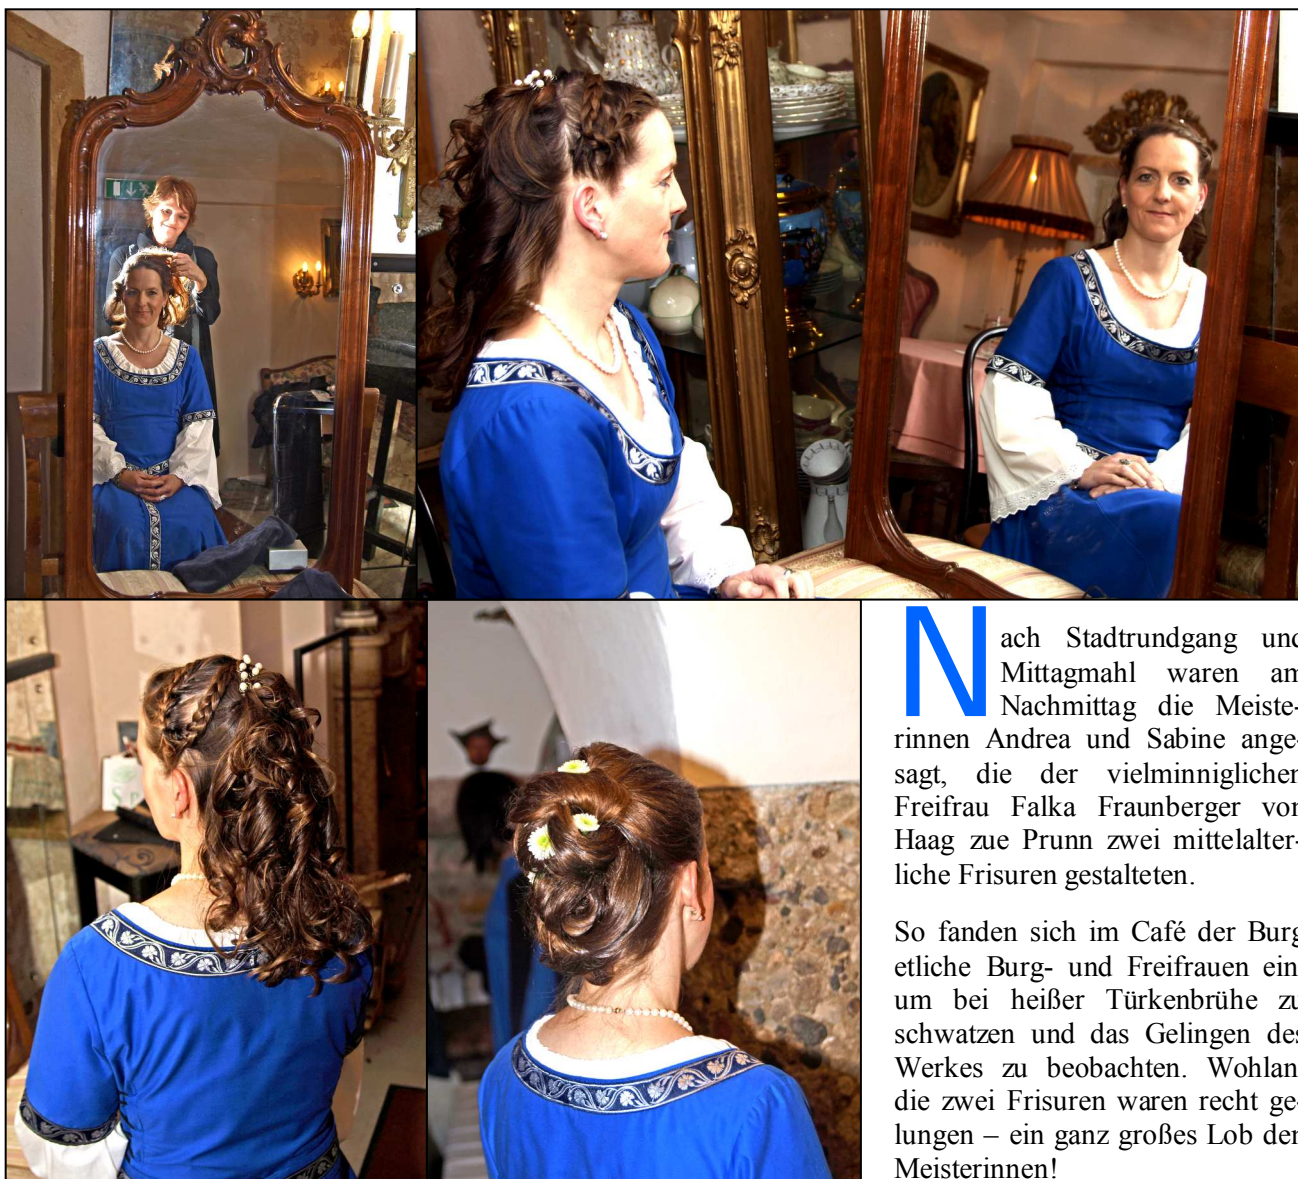 Nach Stadtrundgang und
Mittagmahl waren am
Nachmittag die Meiste-
rinnen Andrea und Sabine ange-
sagt, die der vielminniglichen
Freifrau Falka Fraunberger von
Haag zue Prunn zwei mittelalter-
liche Frisuren gestalteten.
So fanden sich im Café der Burg
etliche Burg- und Freifrauen ein,
um bei heißer Türkenbrühe zu
schwatzen und das Gelingen des
Werkes zu beobachten. Wohlan,
die zwei Frisuren waren recht ge-
lungen – ein ganz großes Lob den
Meisterinnen!